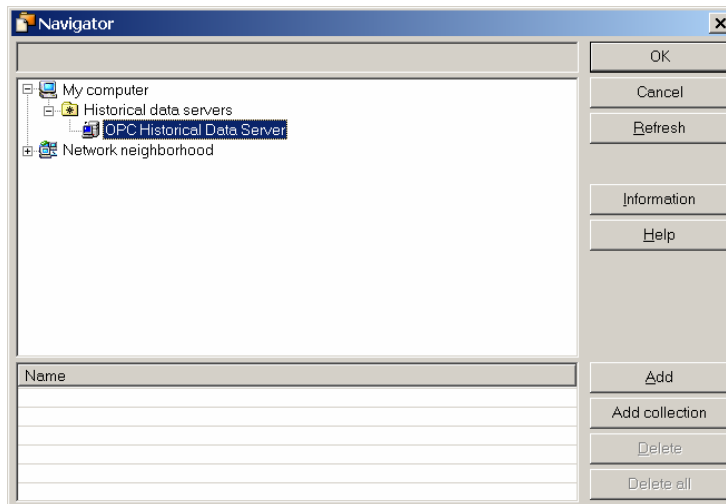 Navigator
OK
My computer
Cancel
Historical data servers
OPC Historical Data Server
Refresh
Network neighborhood
Information
Help
Name
Add
Add collection
Delete
Delete all